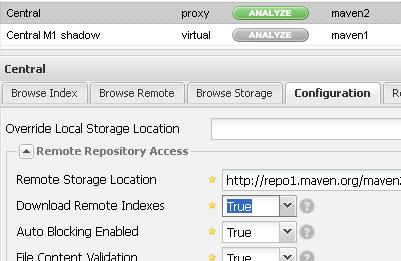 Central proxy ANALYZE maven2
Central M1 shadow virtual ANALYZE maven1
Central
Browse Index Browse Remote Browse Storage Configuration
Override Local Storage Location
Remote Repository Access
Remote Storage Location http://repo1.maven.org/maven2
Download Remote Indexes True
Auto Blocking Enabled True
File Content Validation True